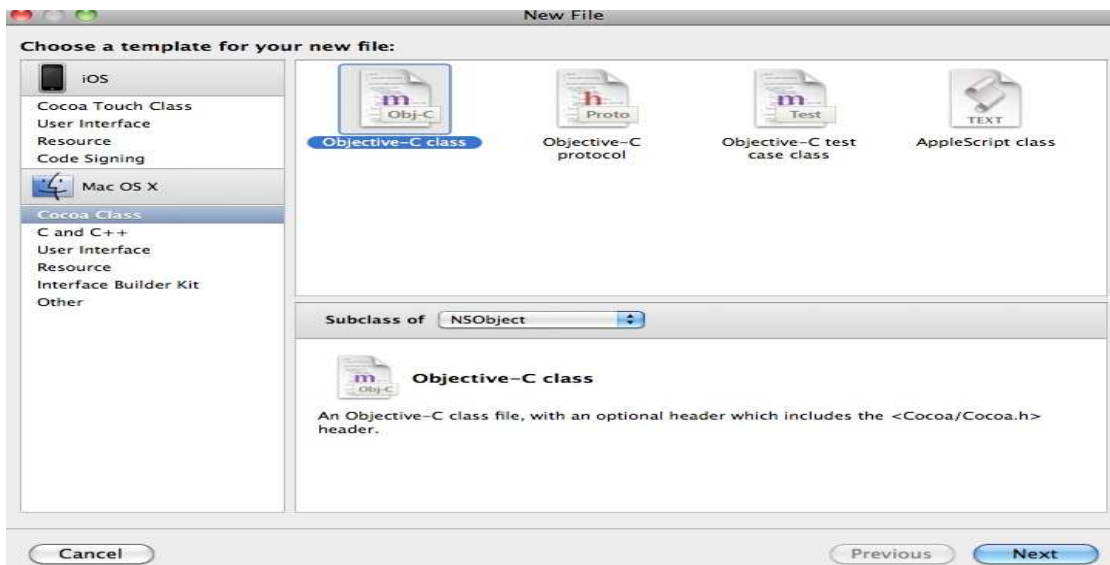 New File
Choose a template for your new file:
iOS
Cocoa Touch Class
User Interface
Resource
Code Signing
Mac OS X
Cocoa Class
C and C++
User Interface
Resource
Interface Builder Kit
Other
m
Obj-C
Objective-C class
h
Proto
Objective-C
protocol
m
Test
Objective-C test
case class
TEXT
AppleScript class
Subclass of NSObject
m
Obj-C
Objective-C class
An Objective-C class file, with an optional header which includes the <Cocoa/Cocoa.h>
header.
Cancel
Previous
Next